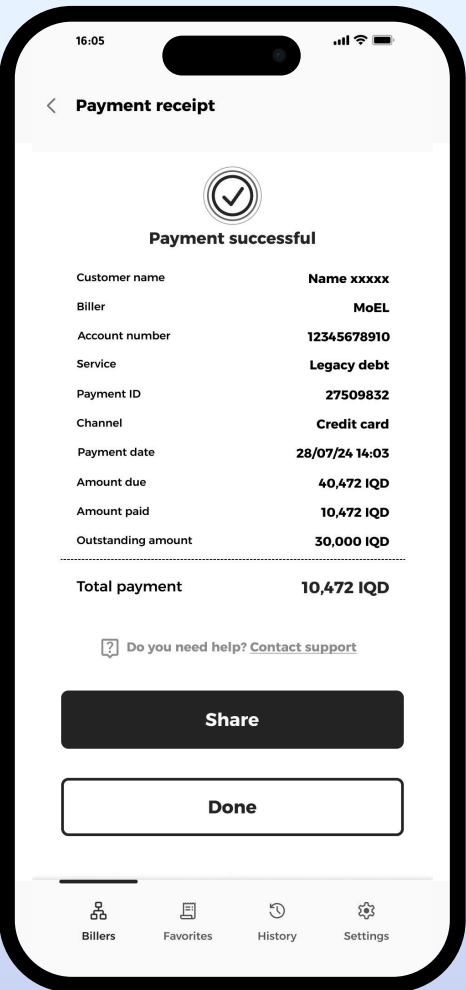 16:05
Payment receipt
Payment successful
Customer name Name xxxxx
Biller MoEL
Account number 12345678910
Service Legacy debt
Payment ID 27509832
Channel Credit card
Payment date 28/07/24 14:03
Amount due 40,472 IQD
Amount paid 10,472 IQD
Outstanding amount 30,000 IQD
Total payment 10,472 IQD
? Do you need help? Contact support
Share
Done
Billers Favorites History Settings